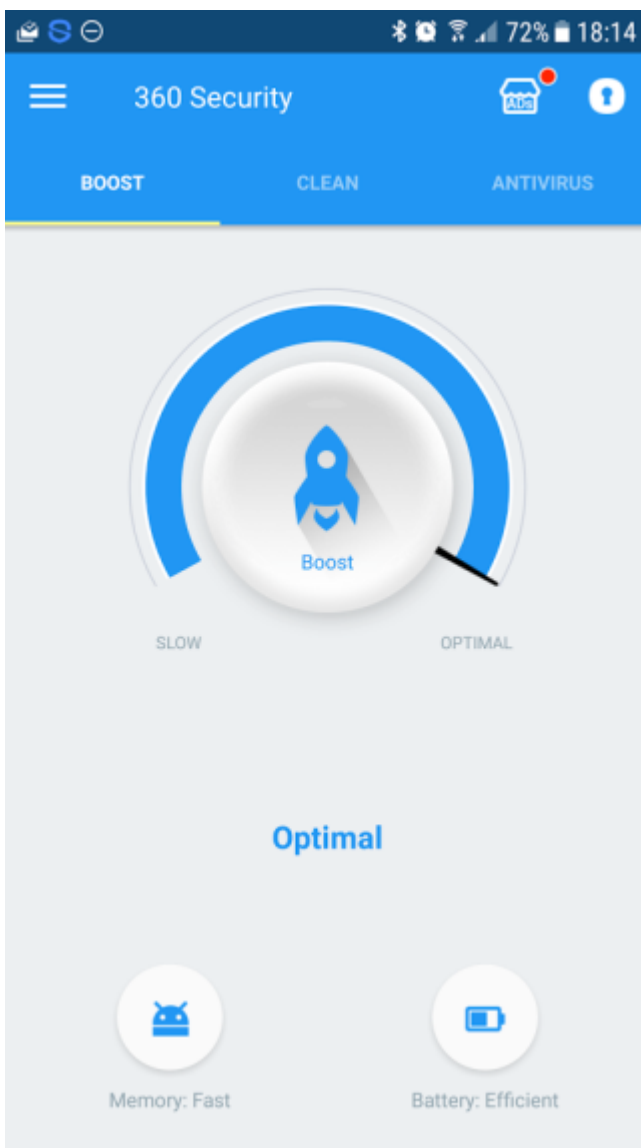 72% 18:14
360 Security
ADs
BOOST CLEAN ANTIVIRUS
Boost
SLOW OPTIMAL
Optimal
Memory: Fast Battery: Efficient